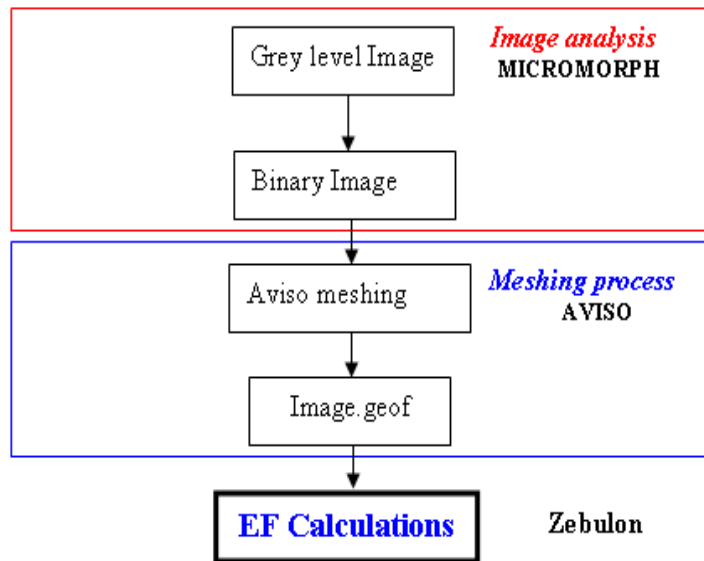 Grey level Image
Image analysis
MICROMORPH
Binary Image
Aviso meshing
Meshing process
AVISO
Image.geof
EF Calculations
Zebulon